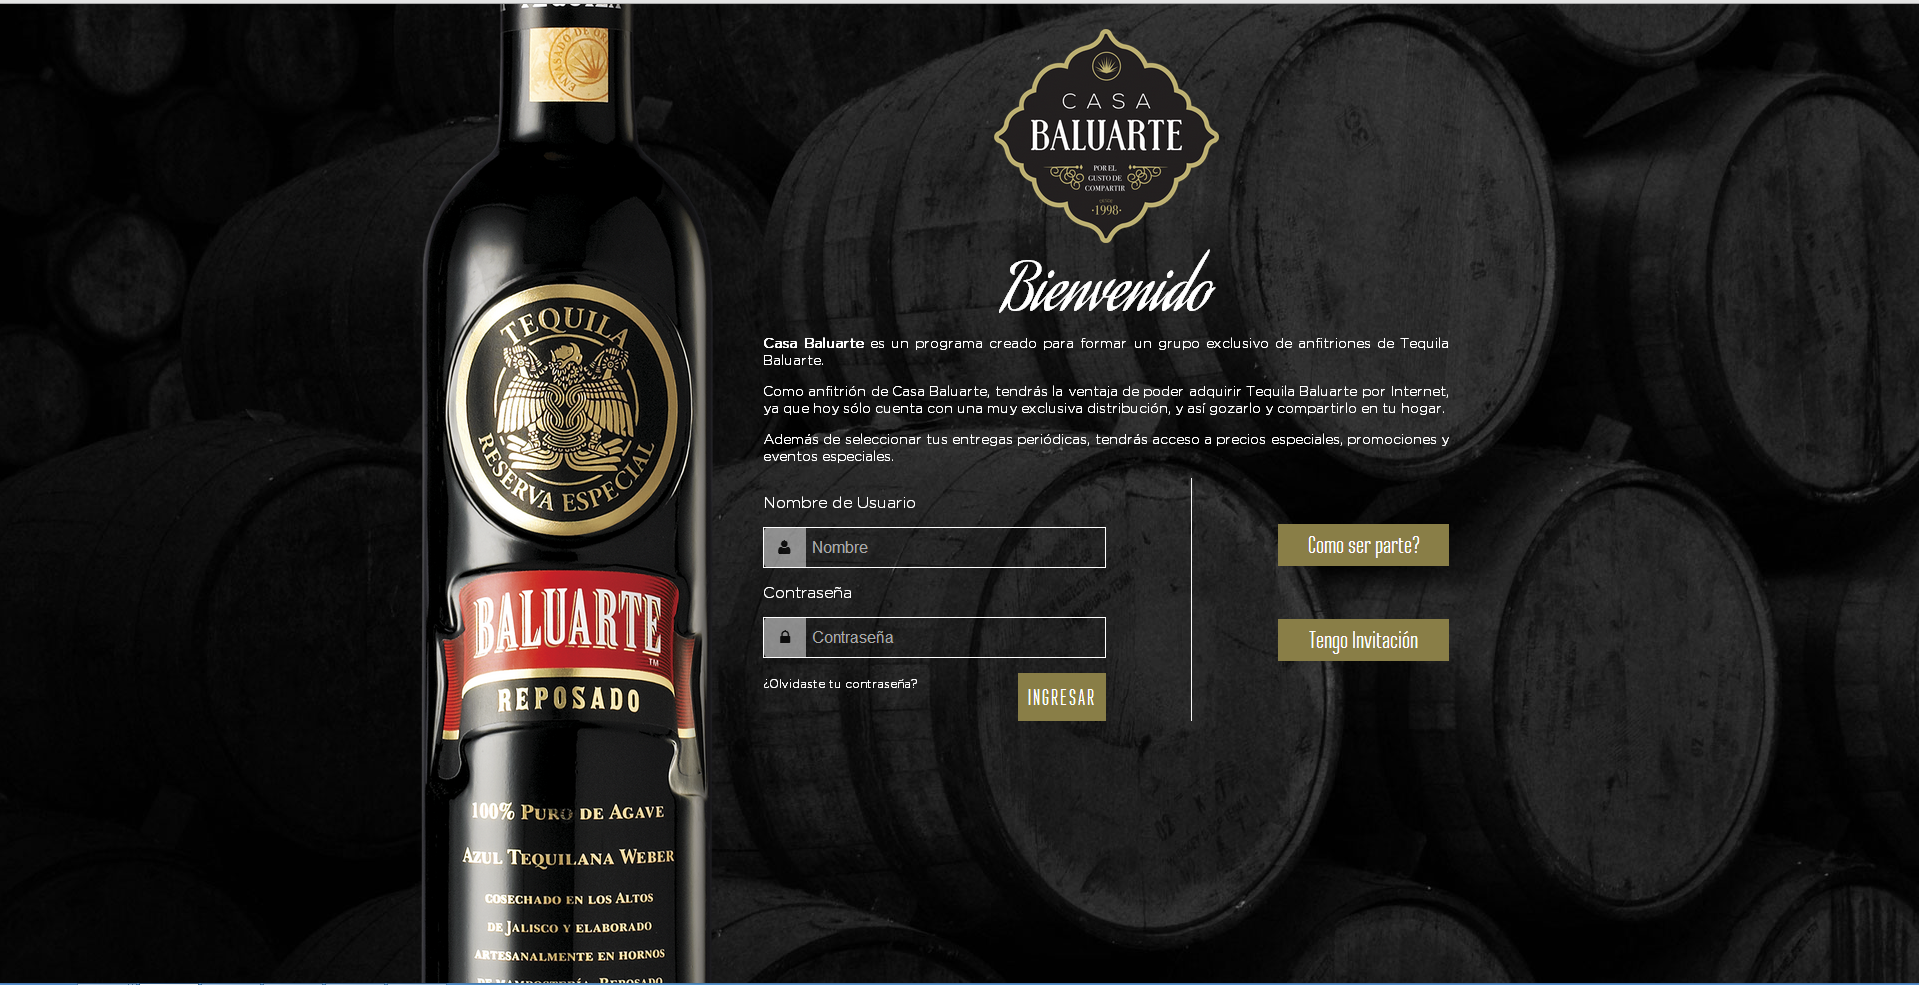 TEQUILA
ENVASADO DE OR
TEQUILA
RESERVA ESPECIAL
BALUARTE
TM
REPOSADO
100% PURO DE AGAVE
AZUL TEQUILANA WEBER
COSECHADO EN LOS ALTOS
DE JALISCO Y ELABORADO
ARTESANALMENTE EN HORNOS
DE MAMPOSTERÍA. REPOSADO
CASA
BALUARTE
POR EL
GUSTO DE
COMPARTIR
·1998·
Bienvenido
Casa Baluarte es un programa creado para formar un grupo exclusivo de anfitriones de Tequila
Baluarte.
Como anfitrión de Casa Baluarte, tendrás la ventaja de poder adquirir Tequila Baluarte por Internet,
ya que hoy sólo cuenta con una muy exclusiva distribución, y así gozarlo y compartirlo en tu hogar.
Además de seleccionar tus entregas periódicas, tendrás acceso a precios especiales, promociones y
eventos especiales.
Nombre de Usuario
Nombre
Contraseña
Contraseña
¿Olvidaste tu contraseña?
INGRESAR
Como ser parte?
Tengo Invitación